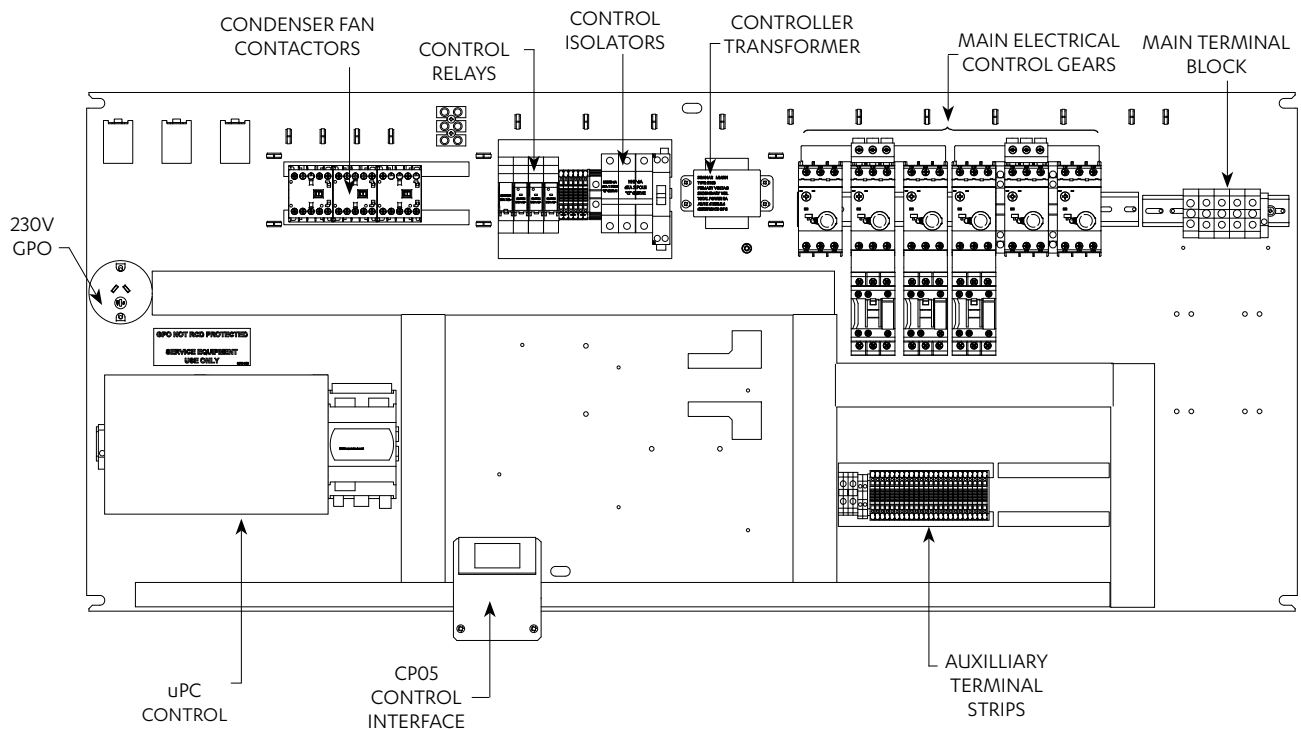 CONDENSER FAN
CONTACTORS
CONTROL
RELAYS
CONTROL
ISOLATORS
CONTROLLER
TRANSFORMER
MAIN ELECTRICAL
CONTROL GEARS
MAIN TERMINAL
BLOCK
230V
GPO
GPO NOT RCD PROTECTED
SERVICE EQUIPMENT
USE ONLY
uPC
CONTROL
CP05
CONTROL
INTERFACE
AUXILLIARY
TERMINAL
STRIPS